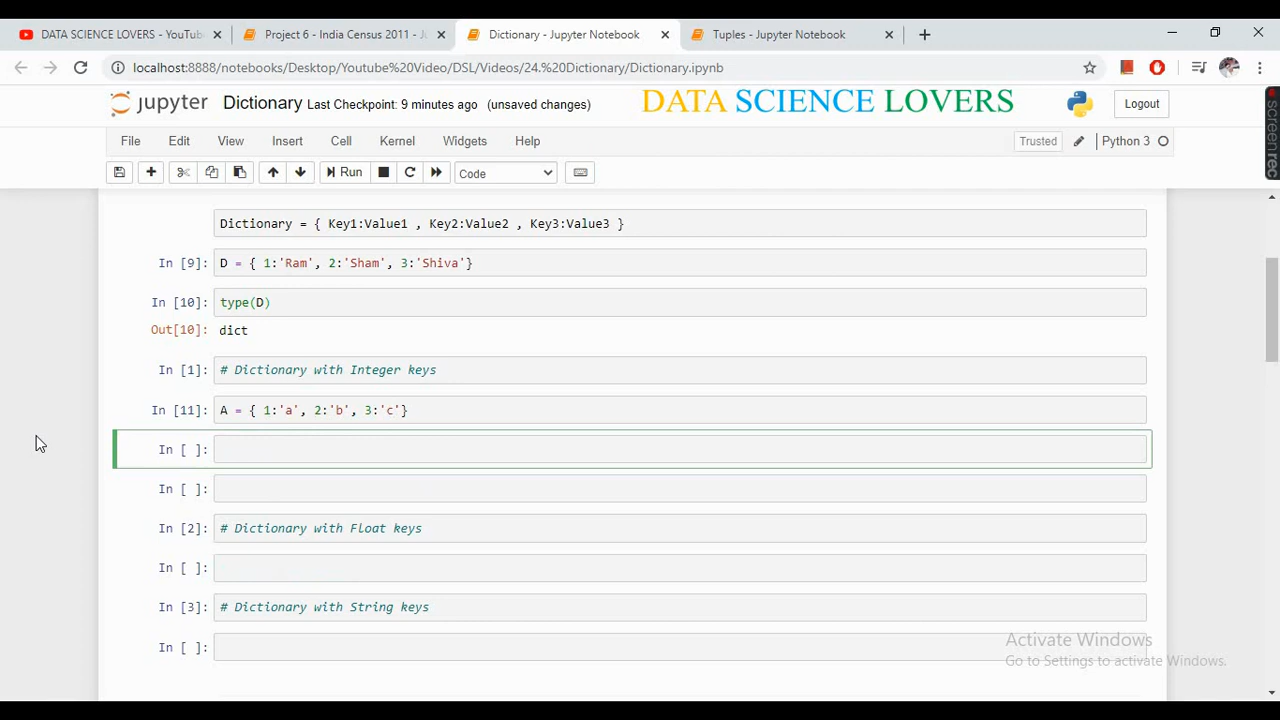 DATA SCIENCE LOVERS - YouTub
Project 6 - India Census 2011 - J
Dictionary - Jupyter Notebook
Tuples - Jupyter Notebook
localhost:8888/notebooks/Desktop/Youtube%20Video/DSL/Videos/24.%20Dictionary/Dictionary.ipynb
jupyter Dictionary Last Checkpoint: 9 minutes ago (unsaved changes) DATA SCIENCE LOVERS Logout
File Edit View Insert Cell Kernel Widgets Help Trusted Python 3
Run Code
Dictionary = { Key1:Value1 , Key2:Value2 , Key3:Value3 }
In [9]: D = { 1:'Ram', 2:'Sham', 3:'Shiva'}
In [10]: type(D)
Out[10]: dict
In [1]: # Dictionary with Integer keys
In [11]: A = { 1:'a', 2:'b', 3:'c'}
In [ ]:
In [ ]:
In [2]: # Dictionary with Float keys
In [ ]:
In [3]: # Dictionary with String keys
In [ ]:
Activate Windows
Go to Settings to activate Windows.
screenrec